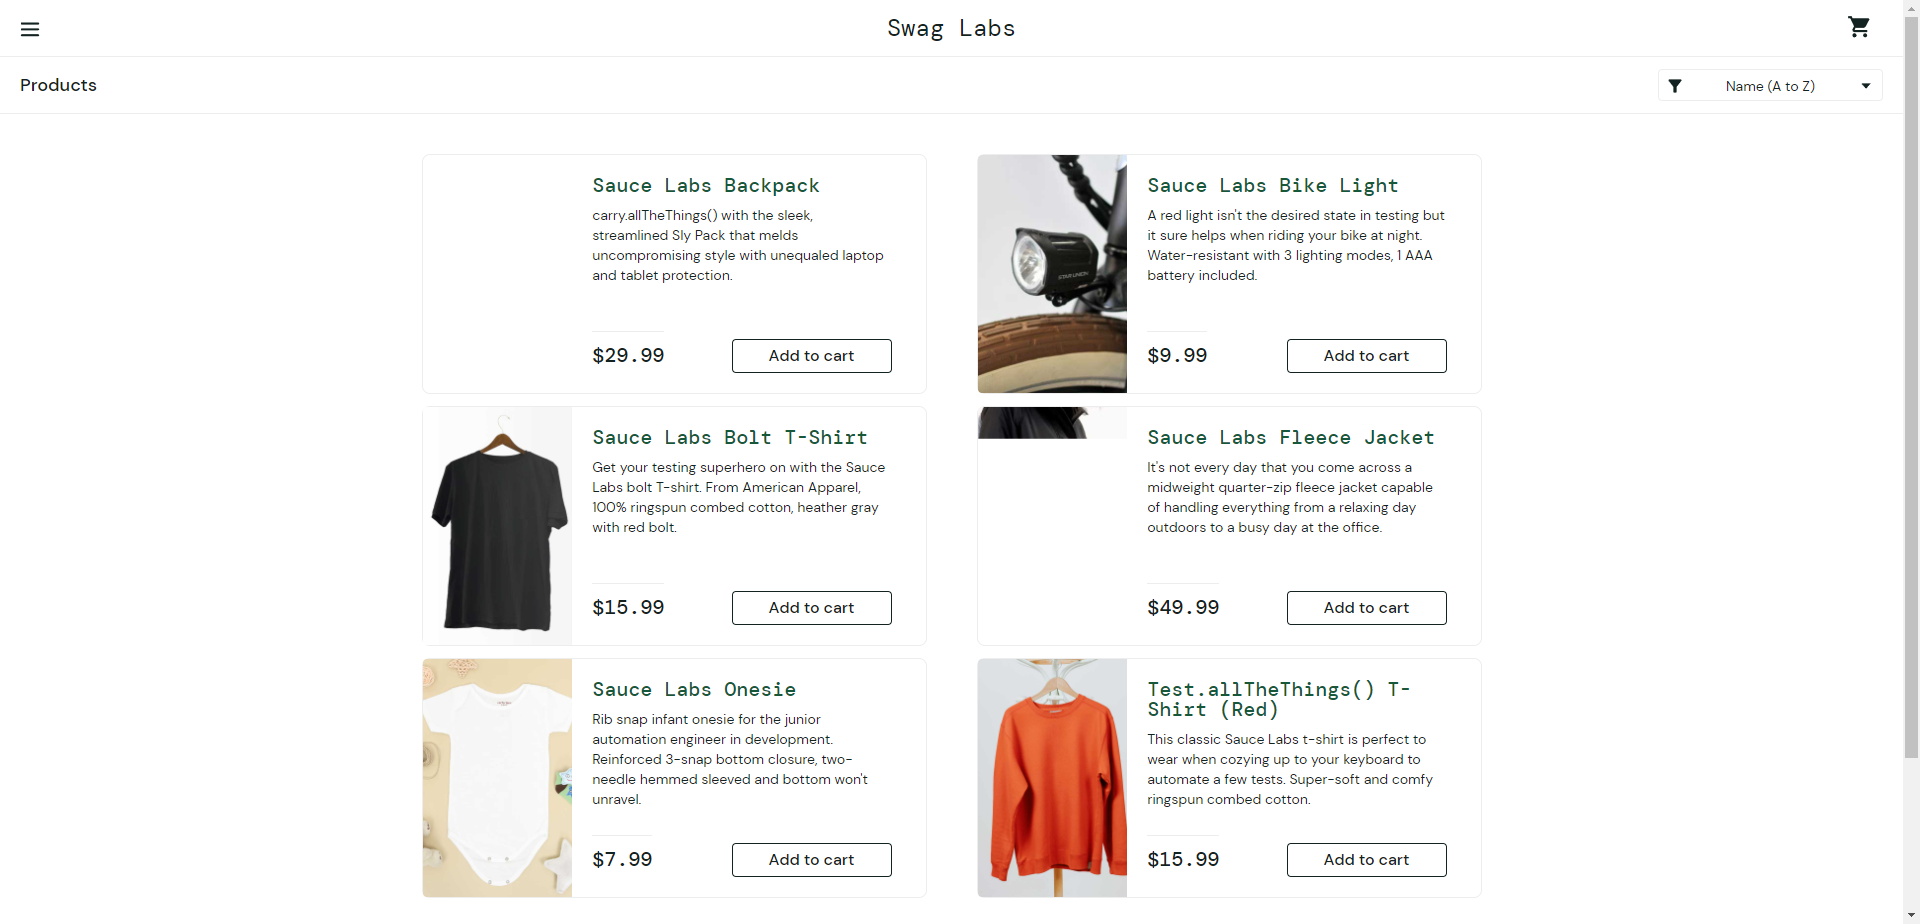 Swag Labs
Products
Name (A to Z)
Sauce Labs Backpack
carry.allTheThings() with the sleek,
streamlined Sly Pack that melds
uncompromising style with unequaled laptop
and tablet protection.
$29.99
Add to cart
Sauce Labs Bike Light
A red light isn't the desired state in testing but
it sure helps when riding your bike at night.
Water-resistant with 3 lighting modes, 1 AAA
battery included.
$9.99
Add to cart
STAR UNION
Sauce Labs Bolt T-Shirt
Get your testing superhero on with the Sauce
Labs bolt T-shirt. From American Apparel,
100% ringspun combed cotton, heather gray
with red bolt.
$15.99
Add to cart
Sauce Labs Fleece Jacket
It's not every day that you come across a
midweight quarter-zip fleece jacket capable
of handling everything from a relaxing day
outdoors to a busy day at the office.
$49.99
Add to cart
Sauce Labs Onesie
Rib snap infant onesie for the junior
automation engineer in development.
Reinforced 3-snap bottom closure, two-
needle hemmed sleeved and bottom won't
unravel.
$7.99
Add to cart
Test.allTheThings() T-
Shirt (Red)
This classic Sauce Labs t-shirt is perfect to
wear when cozying up to your keyboard to
automate a few tests. Super-soft and comfy
ringspun combed cotton.
$15.99
Add to cart